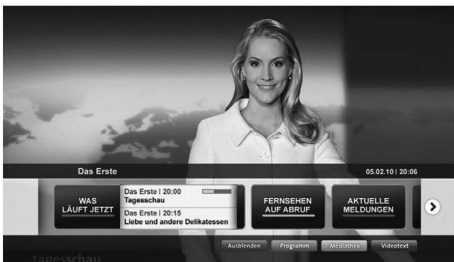 Das Erste 05.02.10 | 20:06
WAS
LÄUFT JETZT
Das Erste | 20:00
Tagesschau
Das Erste | 20:15
Liebe und andere Delikatessen
FERNSEHEN
AUF ABRUF
AKTUELLE
MELDUNGEN
Ausblenden Programm Mediathek Videotext
tagesschau